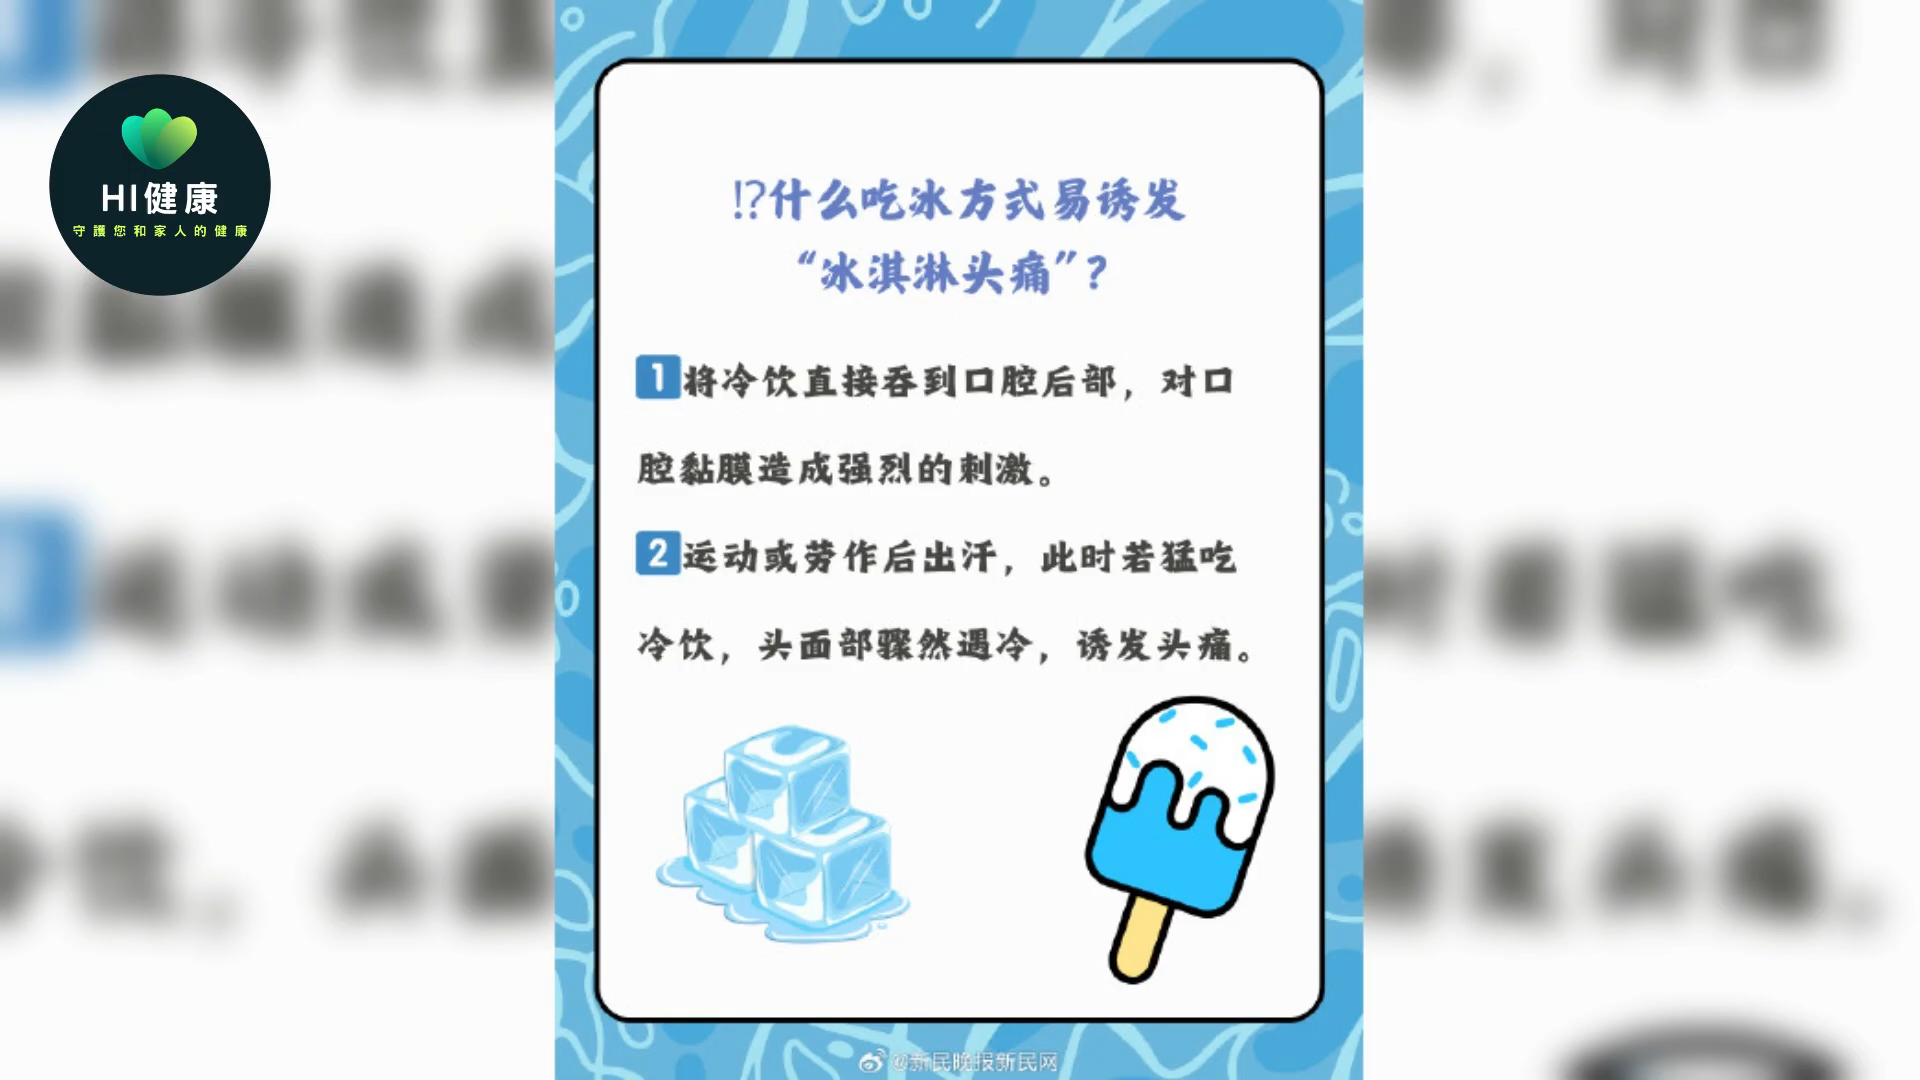 HI健康
守護您和家人的健康
⁉什么吃冰方式易诱发
“冰淇淋头痛”?
1将冷饮直接吞到口腔后部，对口
腔黏膜造成强烈的刺激。
2运动或劳作后出汗，此时若猛吃
冷饮，头面部骤然遇冷，诱发头痛。
@新民晚报新民网